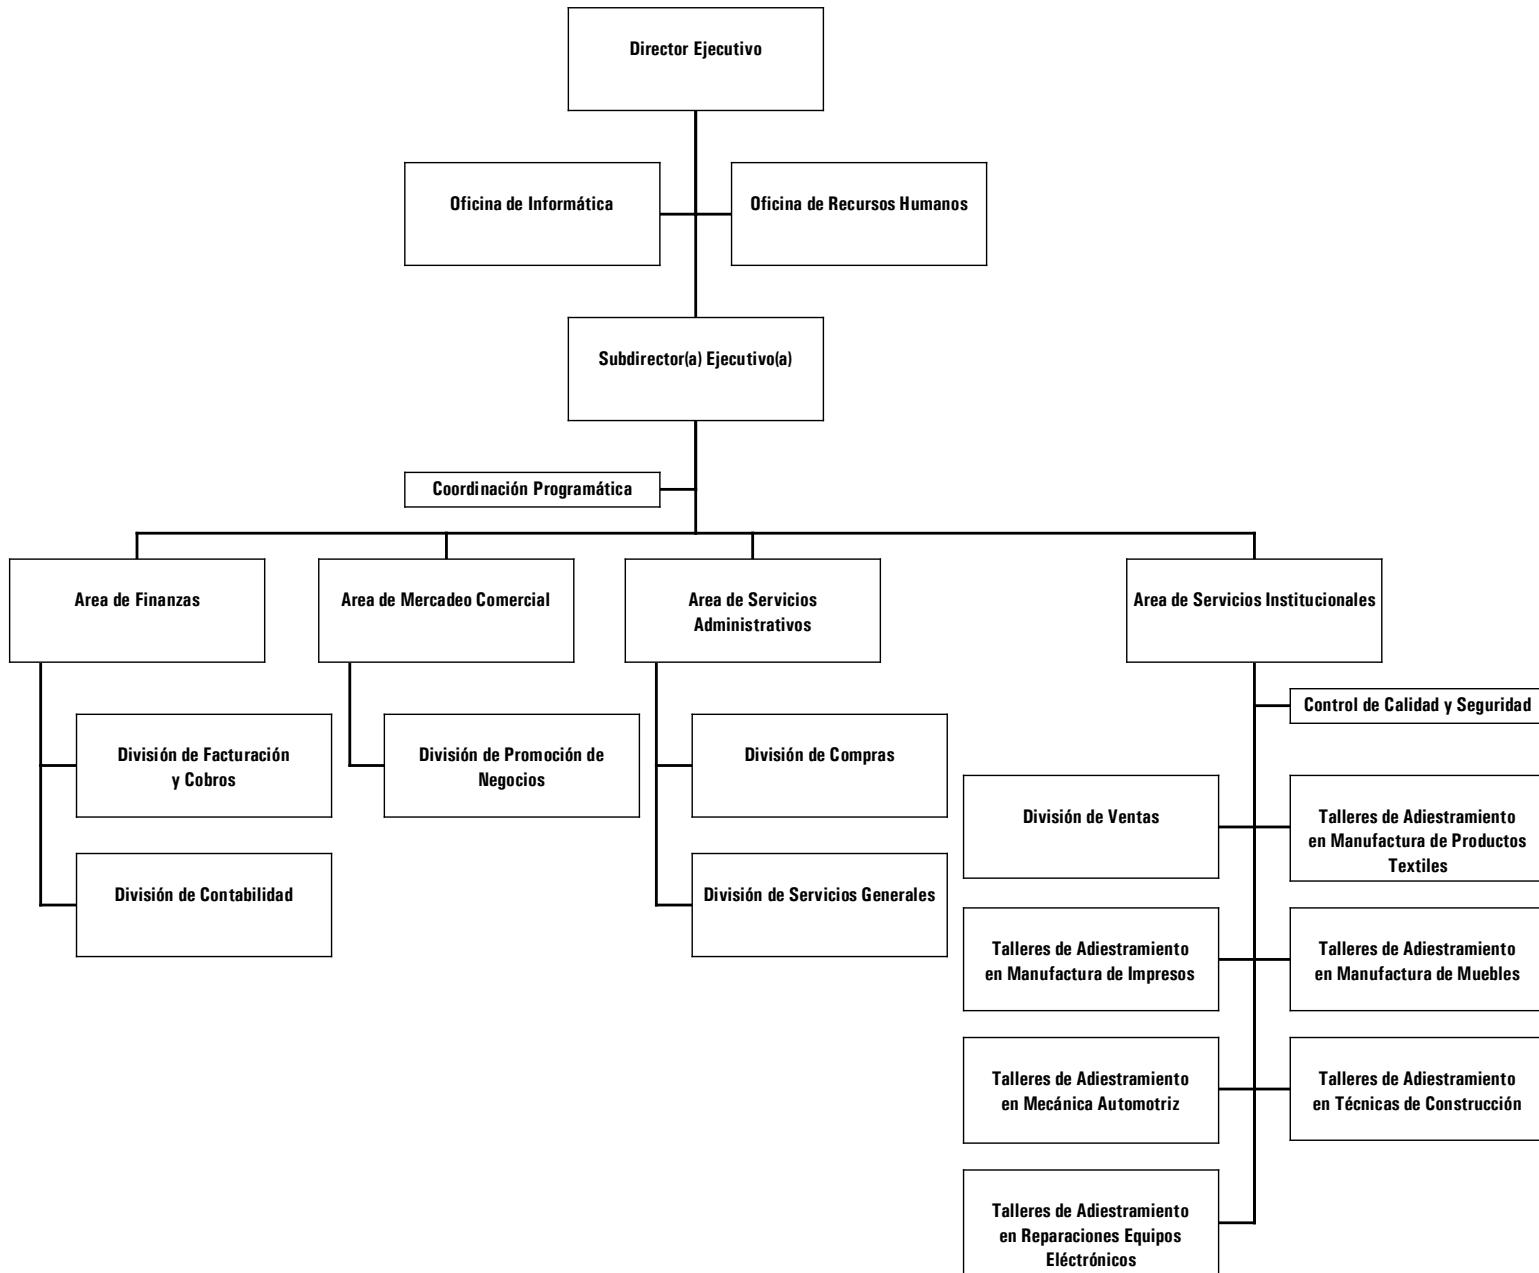 Director Ejecutivo
Oficina de Informática
Oficina de Recursos Humanos
Subdirector(a) Ejecutivo(a)
Coordinación Programática
Area de Finanzas
Area de Mercadeo Comercial
Area de Servicios
Administrativos
Area de Servicios Institucionales
Control de Calidad y Seguridad
División de Facturación
y Cobros
División de Promoción de
Negocios
División de Compras
División de Ventas
Talleres de Adiestramiento
en Manufactura de Productos
Textiles
División de Contabilidad
División de Servicios Generales
Talleres de Adiestramiento
en Manufactura de Impresos
Talleres de Adiestramiento
en Manufactura de Muebles
Talleres de Adiestramiento
en Mecánica Automotriz
Talleres de Adiestramiento
en Técnicas de Construcción
Talleres de Adiestramiento
en Reparaciones Equipos
Eléctrónicos